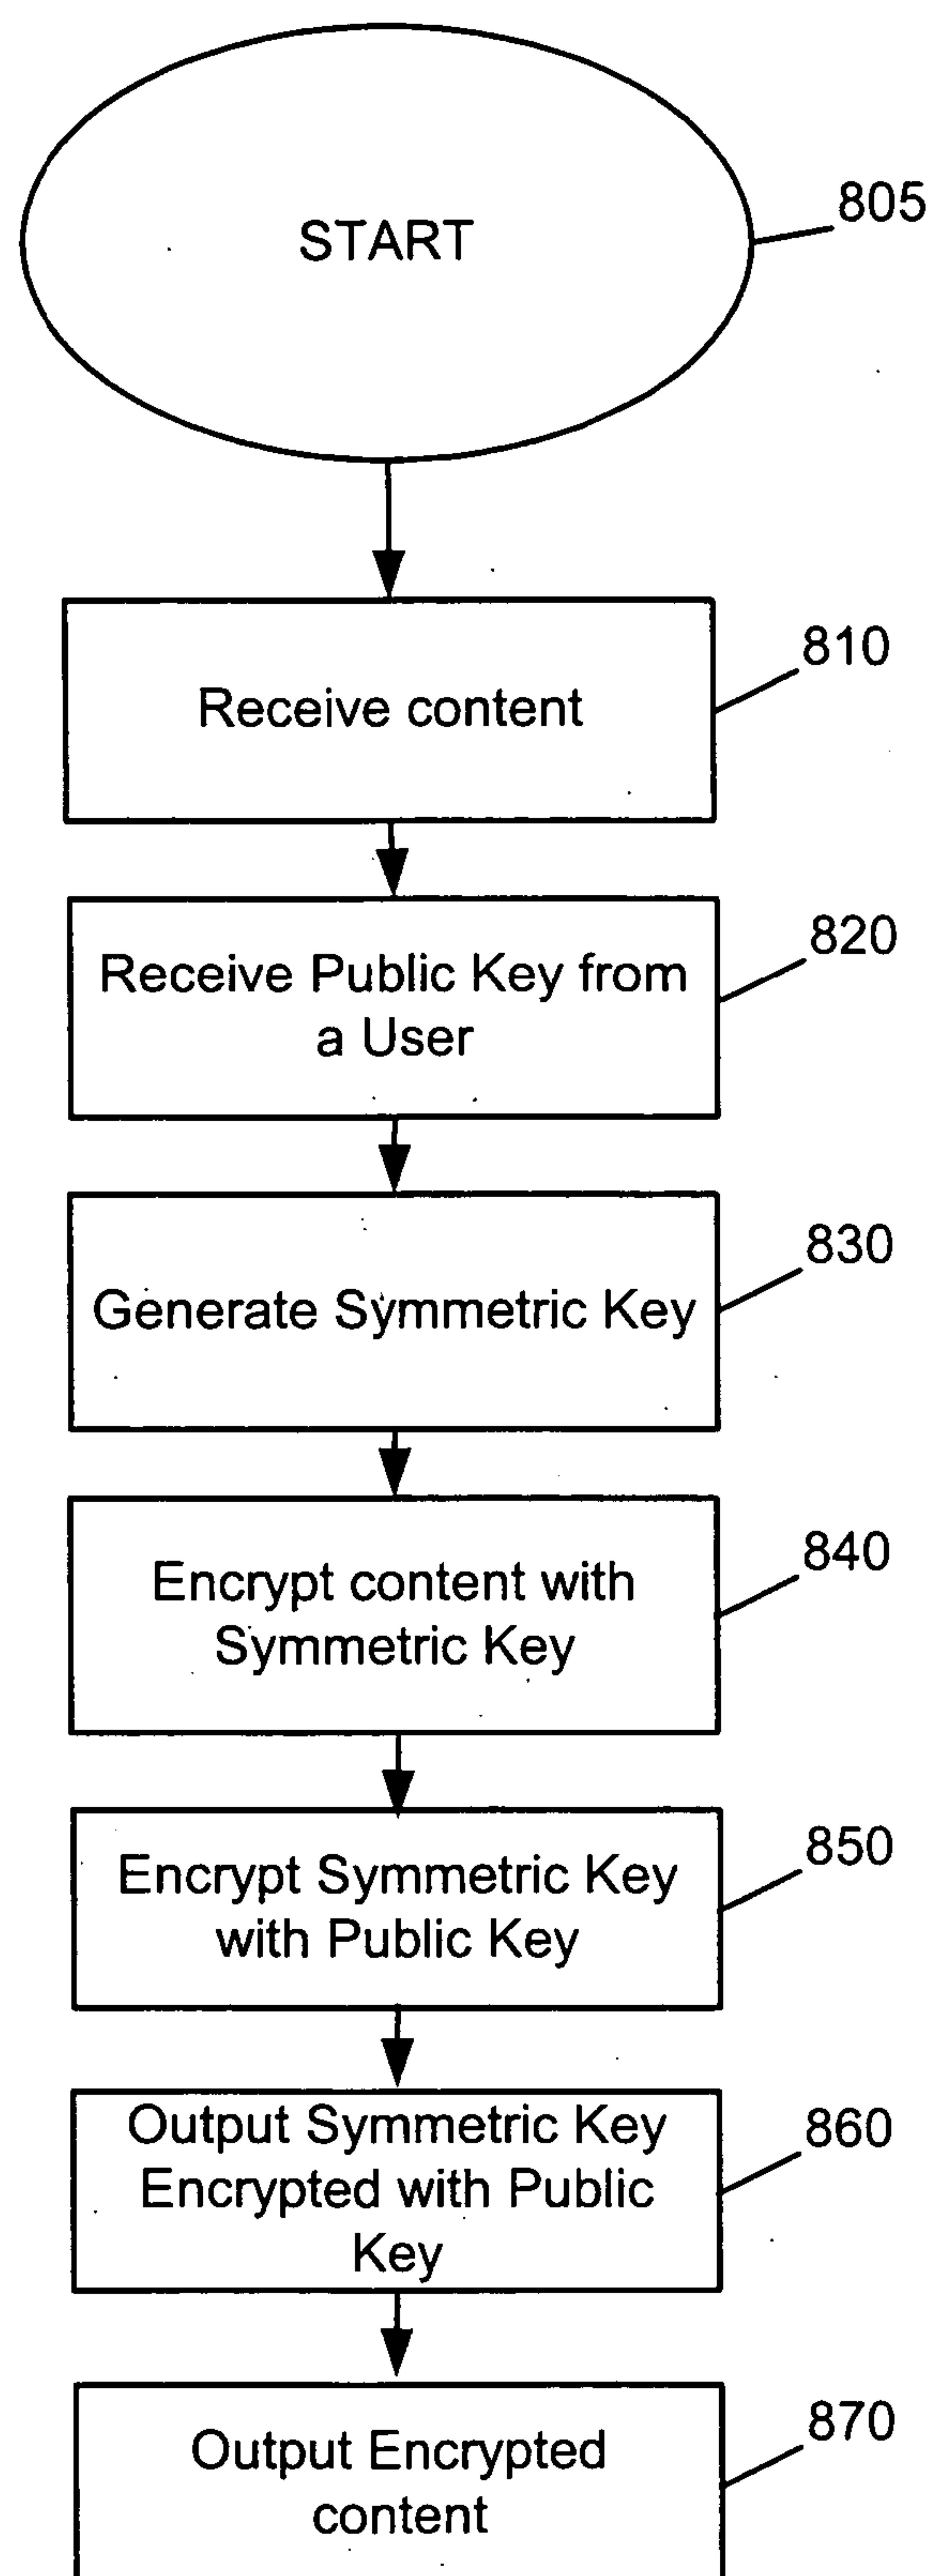 START
805
Receive content
810
Receive Public Key from
a User
820
Generate Symmetric Key
830
Encrypt content with
Symmetric Key
840
Encrypt Symmetric Key
with Public Key
850
Output Symmetric Key
Encrypted with Public
Key
860
Output Encrypted
content
870